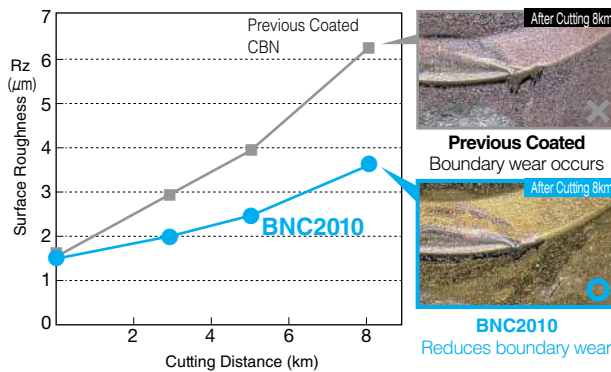 Previous Coated
CBN
BNC2010
Rz
(μm)
Surface Roughness
7
6
5
4
3
2
1
0
2
4
6
8
Cutting Distance (km)
After Cutting 8km
Previous Coated
Boundary wear occurs
After Cutting 8km
BNC2010
Reduces boundary wear